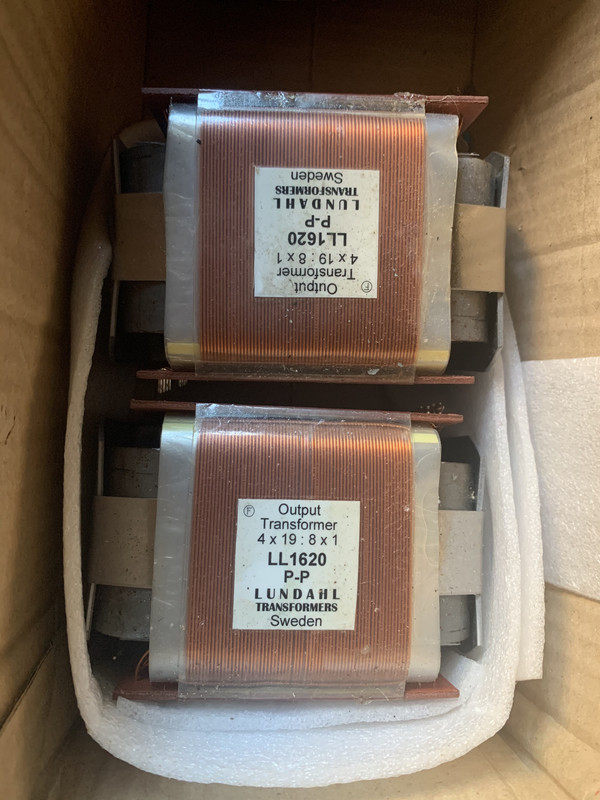 Output
Transformer
4 x 19 : 8 x 1
LL1620
P-P
LUNDAHL
TRANSFORMERS
Sweden
F
Output
Transformer
4 x 19 : 8 x 1
LL1620
P-P
LUNDAHL
TRANSFORMERS
Sweden
F